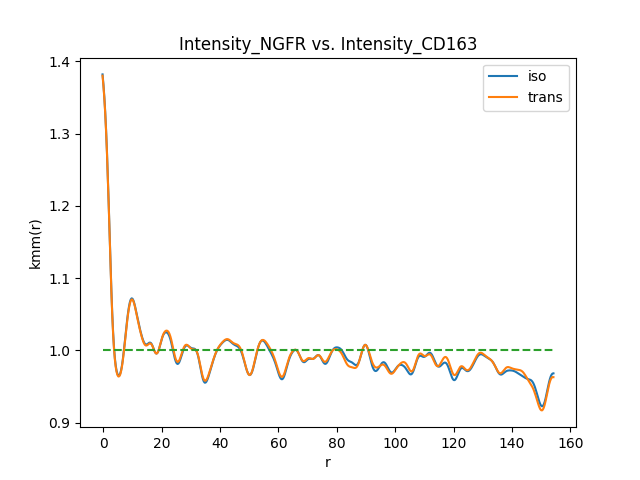 Intensity_NGFR vs. Intensity_CD163
iso
trans
kmm(r)
1.4
1.3
1.2
1.1
1.0
0.9
0 20 40 60 80 100 120 140 160
r